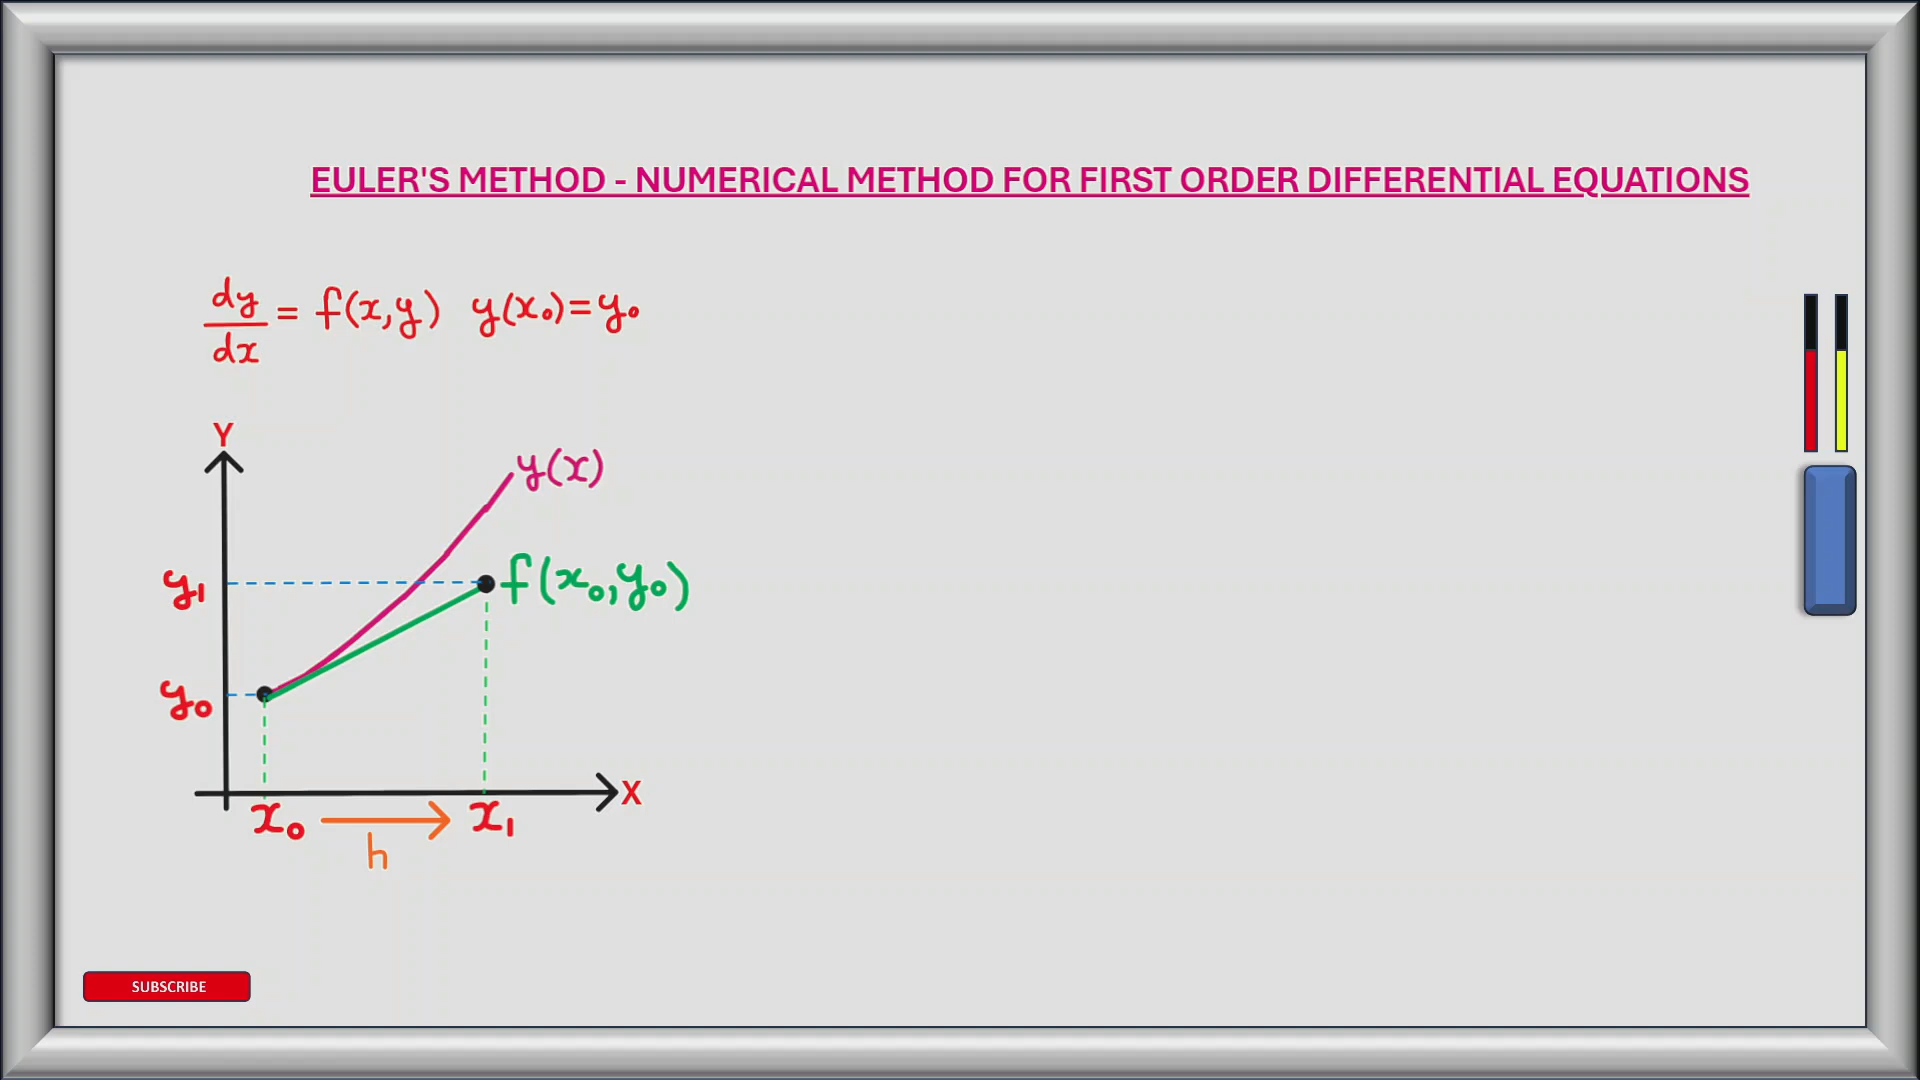 EULER'S METHOD - NUMERICAL METHOD FOR FIRST ORDER DIFFERENTIAL EQUATIONS
dy/dx = f(x,y) y(x₀)=y₀
Y
y(x)
y₁
f(x₀,y₀)
y₀
X
x₀
x₁
h
SUBSCRIBE